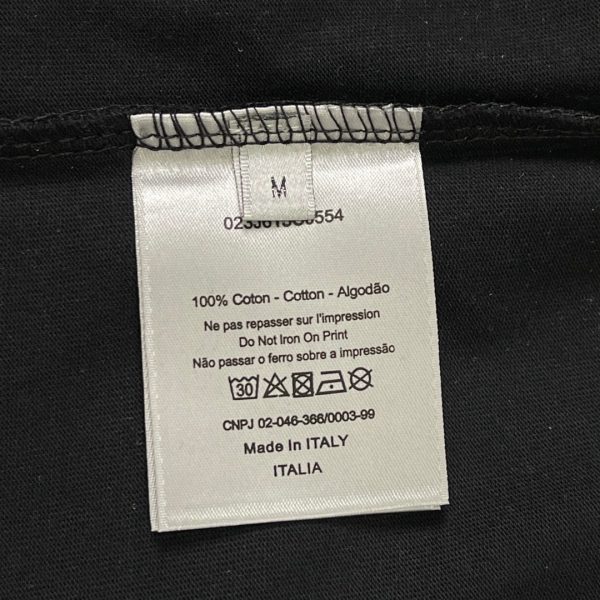 M
100% Coton - Cotton - Algodão
Ne pas repasser sur l'impression
Do Not Iron On Print
Não passar o ferro sobre a impressão
30
CNPJ 02-046-366/0003-99
Made In ITALY
ITALIA